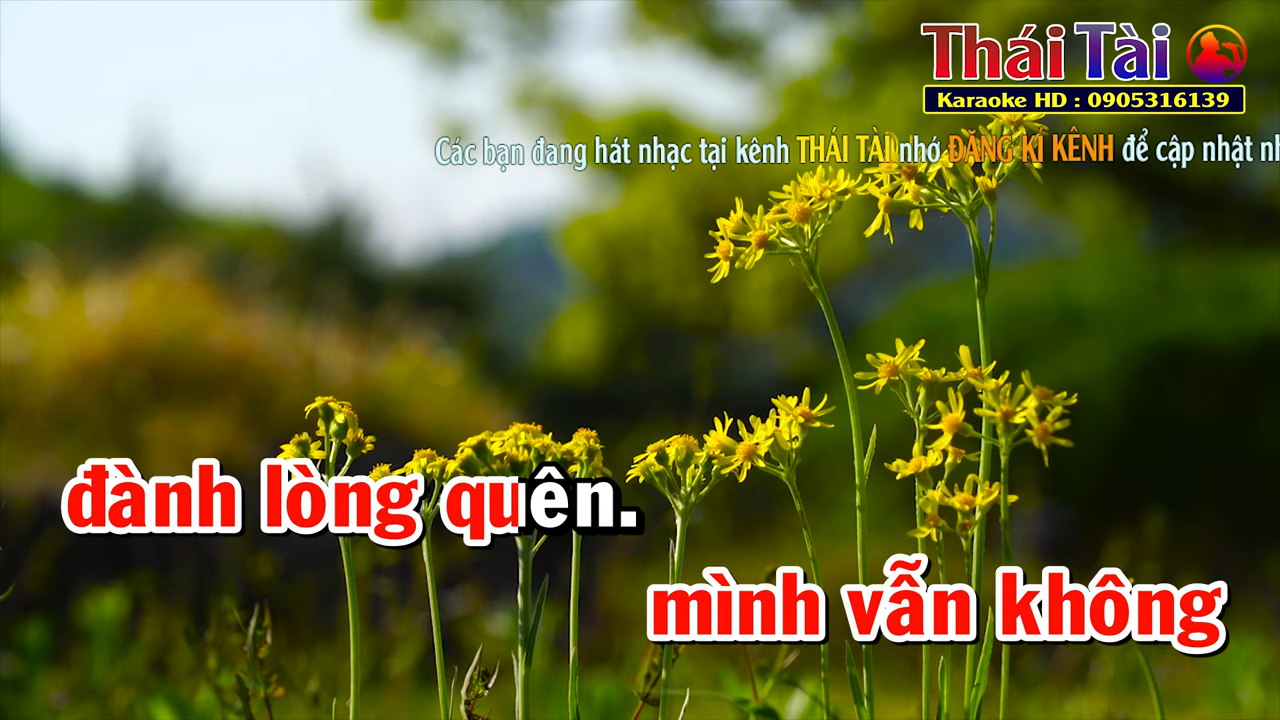 Thái Tài
Karaoke HD : 0905316139
Các bạn đang hát nhạc tại kênh THÁI TÀI nhớ ĐĂNG KÍ KÊNH để cập nhật
đành lòng quên.
mình vẫn không